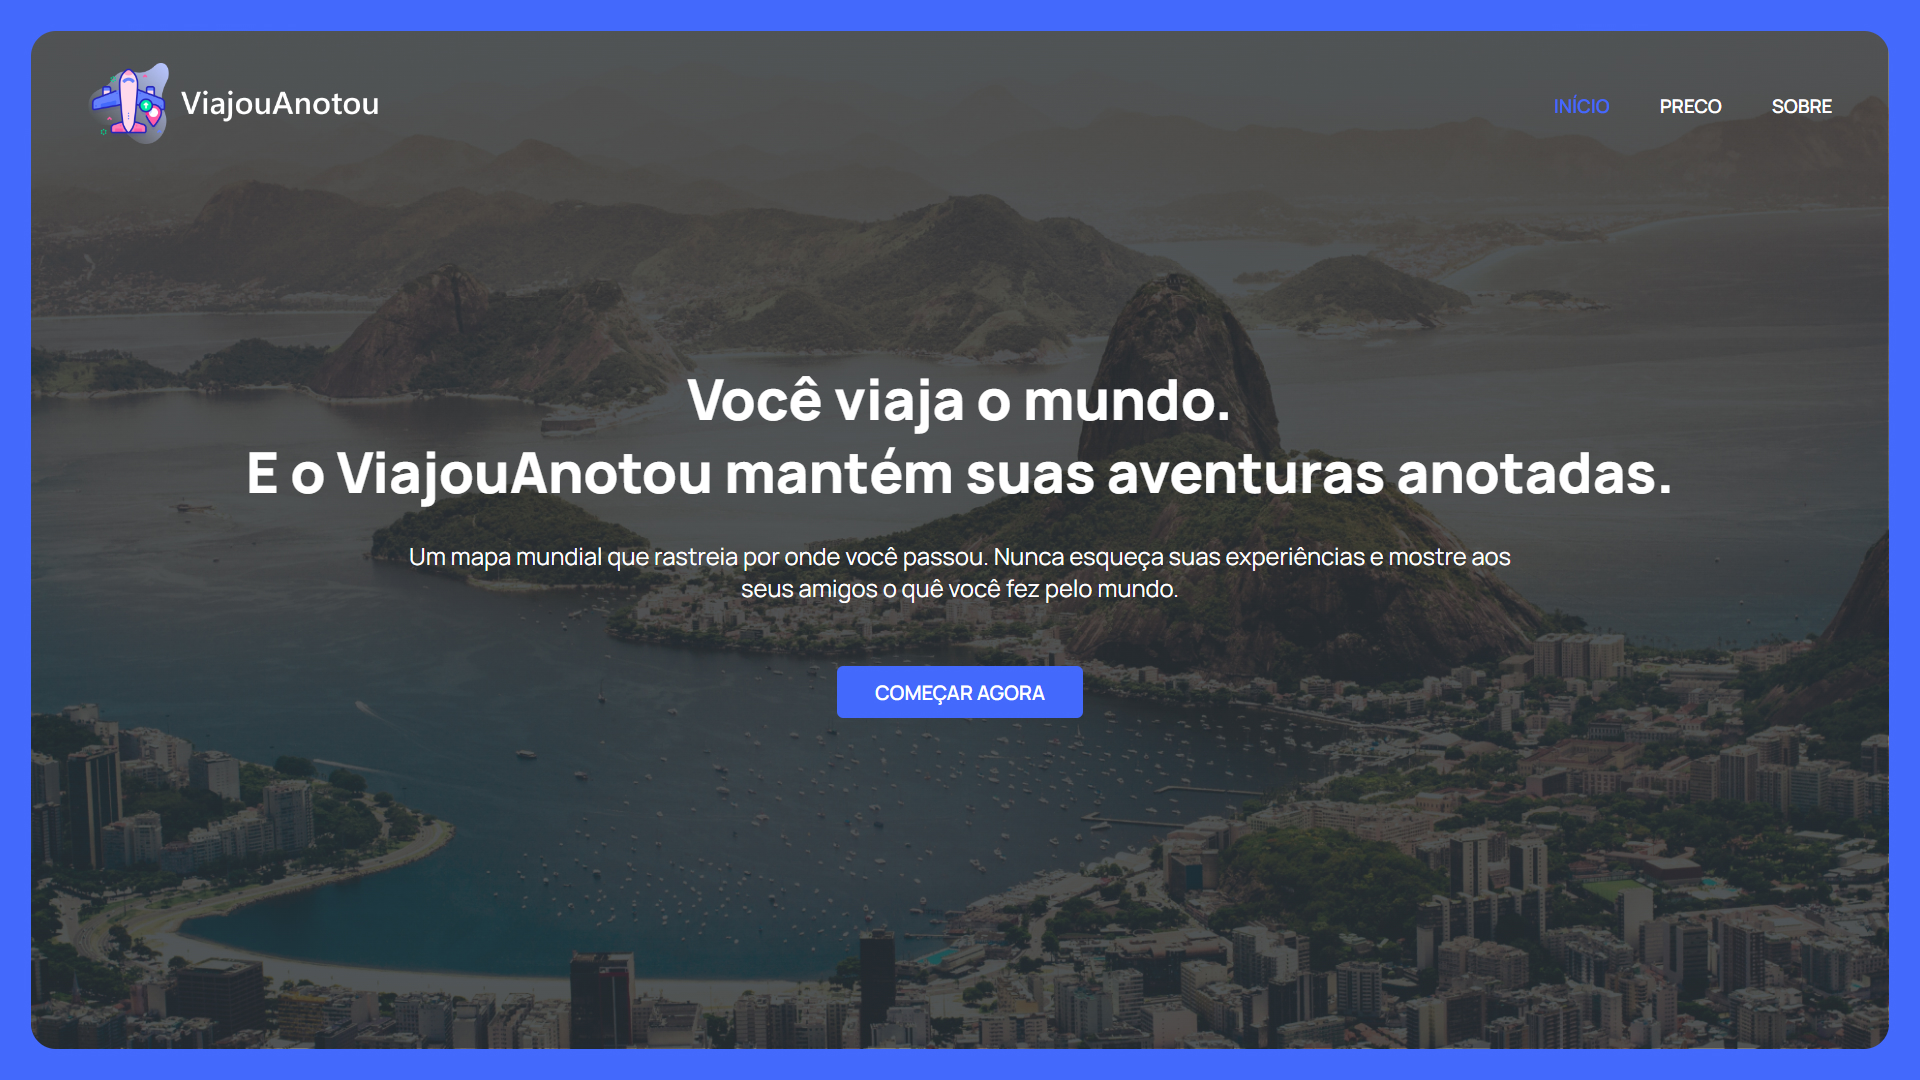 ViajouAnotou
INÍCIO PRECO SOBRE
Você viaja o mundo.
E o ViajouAnotou mantém suas aventuras anotadas.
Um mapa mundial que rastreia por onde você passou. Nunca esqueça suas experiências e mostre aos
seus amigos o quê você fez pelo mundo.
COMEÇAR AGORA